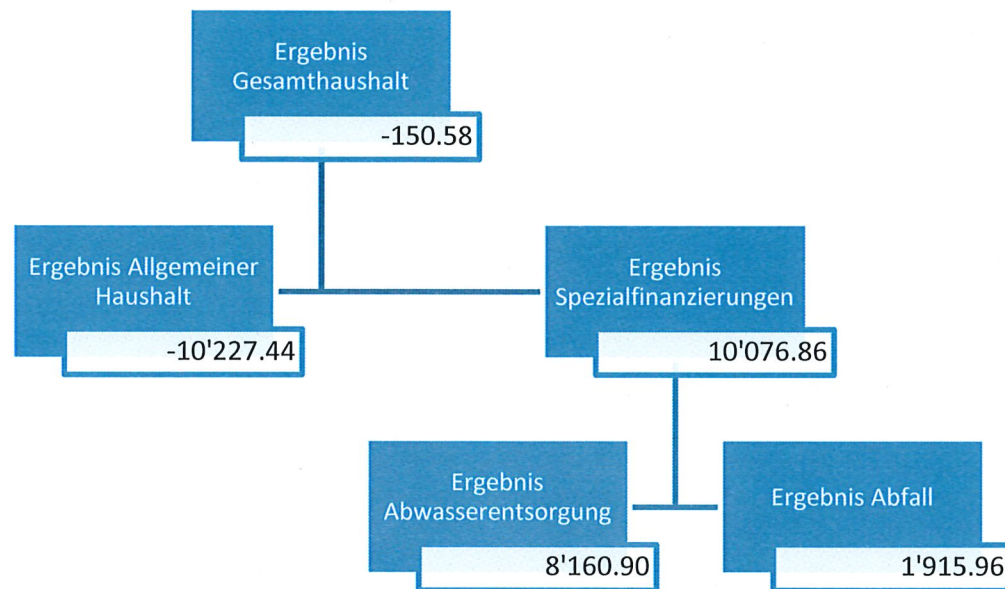 Ergebnis
Gesamthaushalt
-150.58
Ergebnis Allgemeiner
Haushalt
-10'227.44
Ergebnis
Spezialfinanzierungen
10'076.86
Ergebnis
Abwasserentsorgung
8'160.90
Ergebnis Abfall
1'915.96